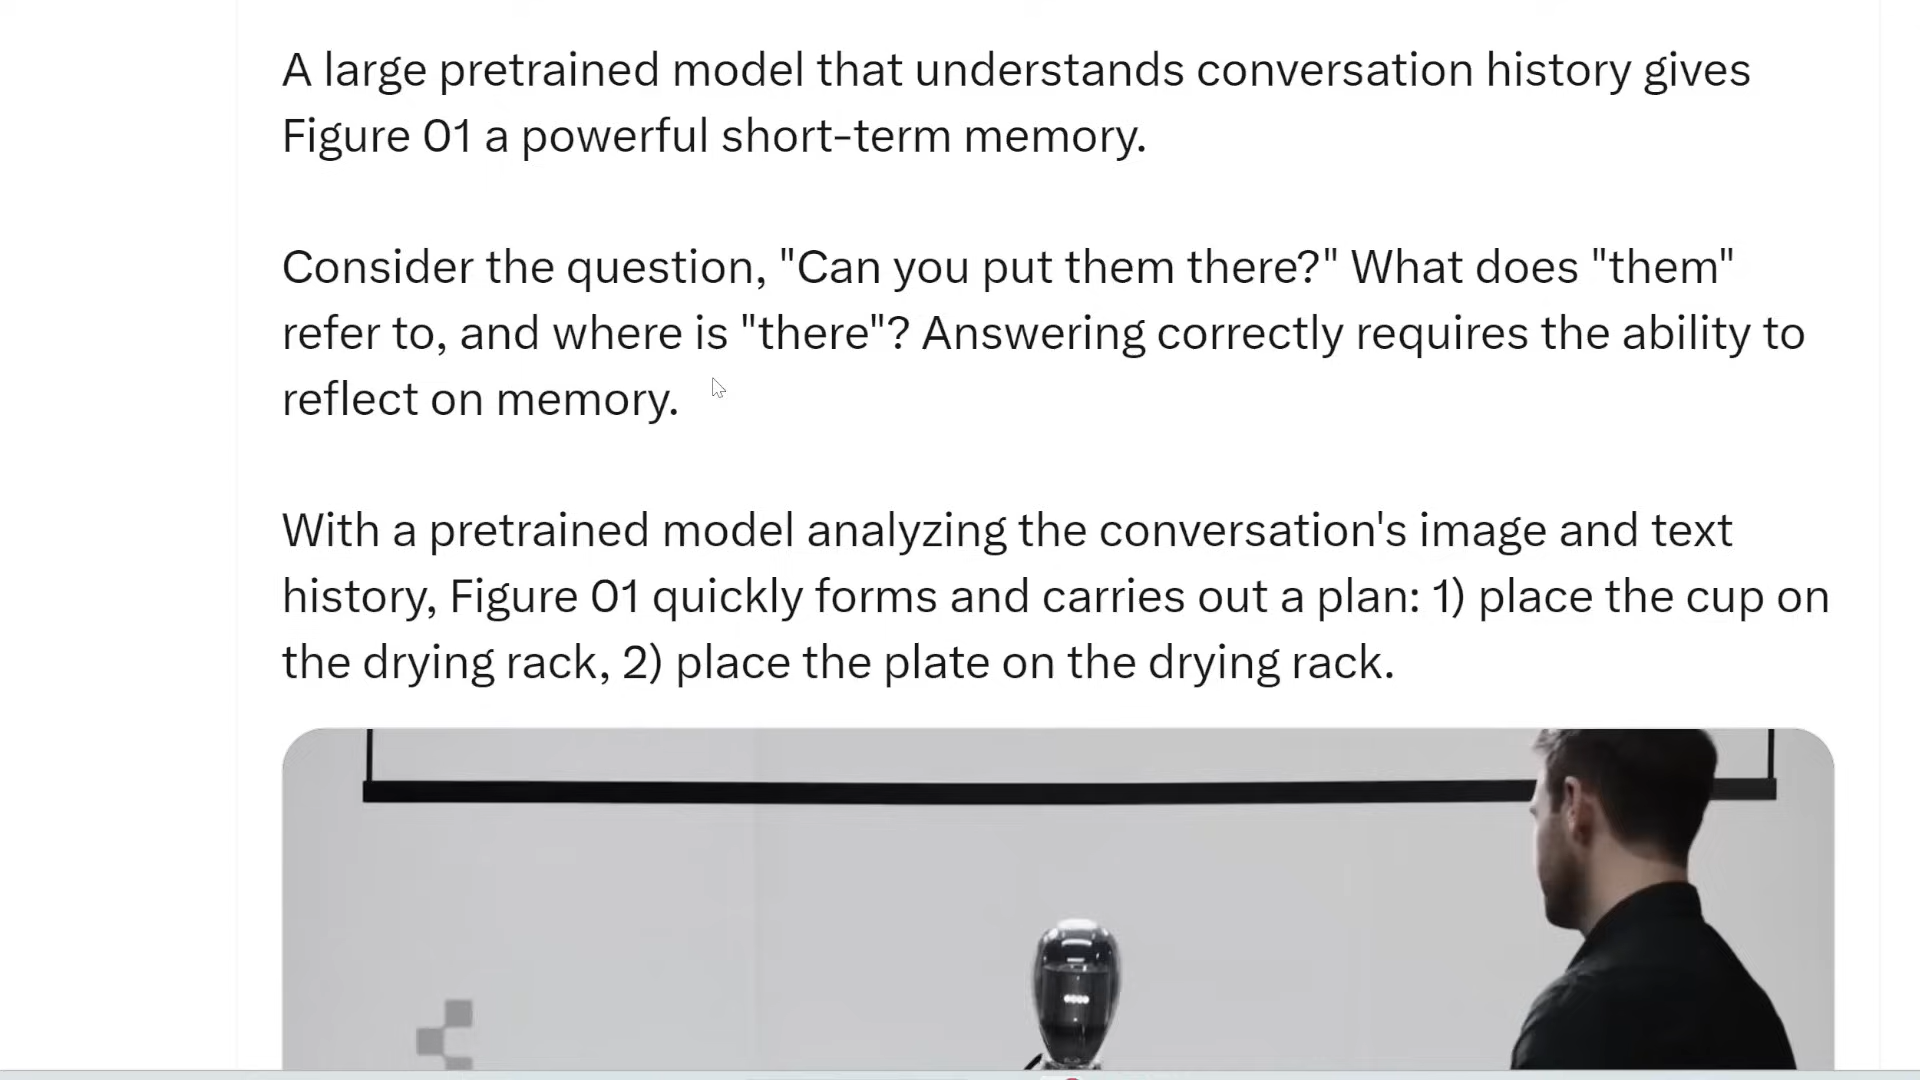 A large pretrained model that understands conversation history gives
Figure 01 a powerful short-term memory.
Consider the question, "Can you put them there?" What does "them"
refer to, and where is "there"? Answering correctly requires the ability to
reflect on memory.
With a pretrained model analyzing the conversation's image and text
history, Figure 01 quickly forms and carries out a plan: 1) place the cup on
the drying rack, 2) place the plate on the drying rack.